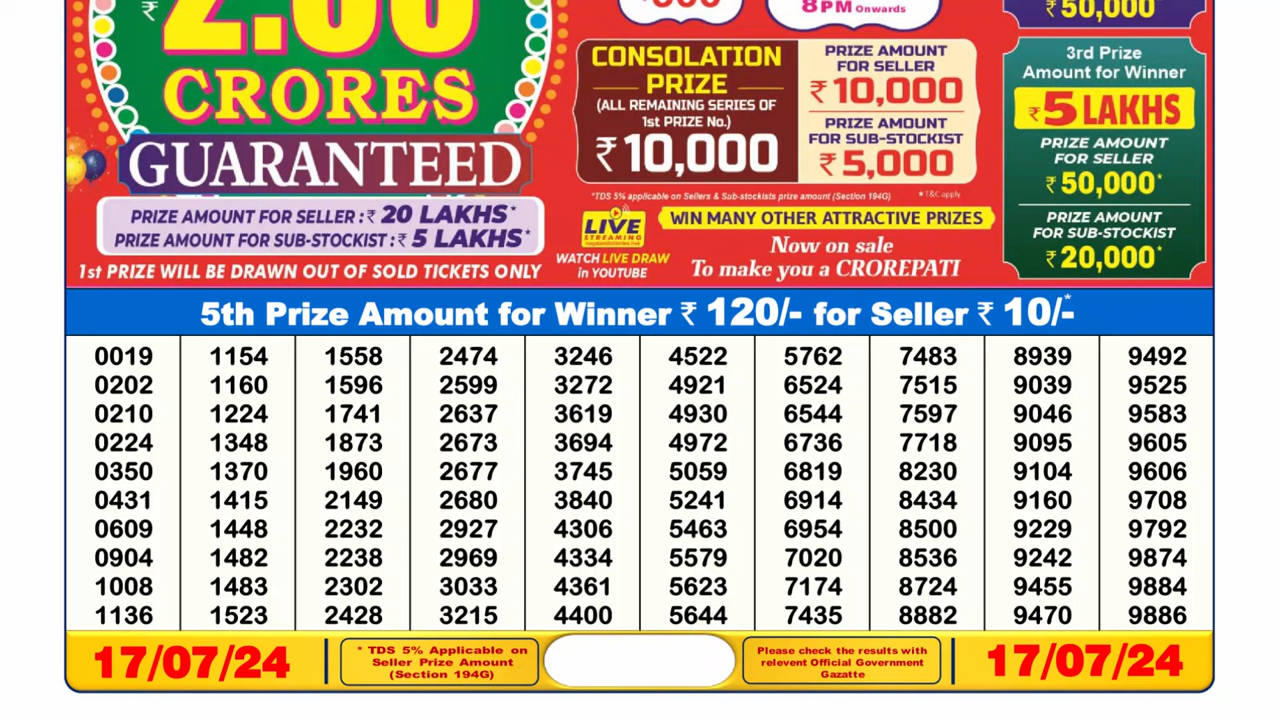 ₹ 2.00
CRORES
GUARANTEED
PRIZE AMOUNT FOR SELLER : ₹ 20 LAKHS*
PRIZE AMOUNT FOR SUB-STOCKIST : ₹ 5 LAKHS*
1st PRIZE WILL BE DRAWN OUT OF SOLD TICKETS ONLY
8PM Onwards
CONSOLATION
PRIZE
(ALL REMAINING SERIES OF
1st PRIZE No.)
₹ 10,000
PRIZE AMOUNT
FOR SELLER
₹ 10,000
PRIZE AMOUNT
FOR SUB-STOCKIST
₹ 5,000
*TDS 5% applicable on Sellers & Sub-stockists prize amount (Section 194G)
*T&C apply
LIVE
STREAMING
WATCH LIVE DRAW
in YOUTUBE
WIN MANY OTHER ATTRACTIVE PRIZES
Now on sale
To make you a CROREPATI
₹ 50,000*
3rd Prize
Amount for Winner
₹ 5 LAKHS
PRIZE AMOUNT
FOR SELLER
₹ 50,000*
PRIZE AMOUNT
FOR SUB-STOCKIST
₹ 20,000*
5th Prize Amount for Winner ₹ 120/- for Seller ₹ 10/-*
0019 1154 1558 2474 3246 4522 5762 7483 8939 9492
0202 1160 1596 2599 3272 4921 6524 7515 9039 9525
0210 1224 1741 2637 3619 4930 6544 7597 9046 9583
0224 1348 1873 2673 3694 4972 6736 7718 9095 9605
0350 1370 1960 2677 3745 5059 6819 8230 9104 9606
0431 1415 2149 2680 3840 5241 6914 8434 9160 9708
0609 1448 2232 2927 4306 5463 6954 8500 9229 9792
0904 1482 2238 2969 4334 5579 7020 8536 9242 9874
1008 1483 2302 3033 4361 5623 7174 8724 9455 9884
1136 1523 2428 3215 4400 5644 7435 8882 9470 9886
17/07/24
* TDS 5% Applicable on
Seller Prize Amount
(Section 194G)
Please check the results with
relevent Official Government
Gazatte
17/07/24